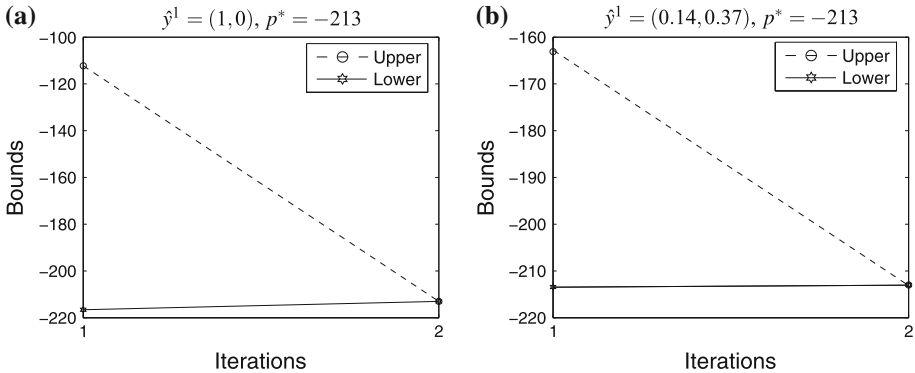 (a)
ŷ¹ = (1,0), p* = −213
−100
−120
−140
−160
−180
−200
−220
Bounds
1
2
Iterations
Upper
Lower
(b)
ŷ¹ = (0.14,0.37), p* = −213
−160
−170
−180
−190
−200
−210
−220
Bounds
1
2
Iterations
Upper
Lower